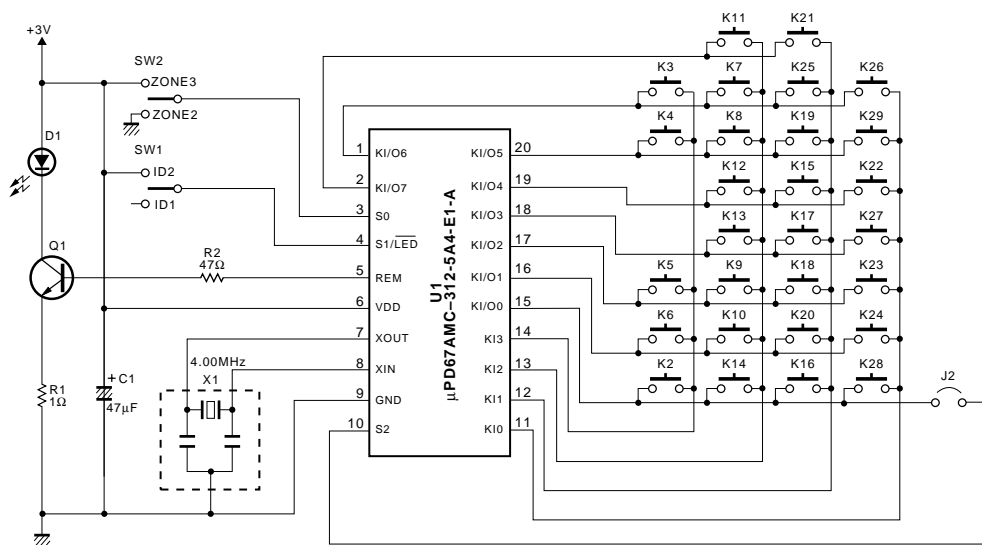 +3V
SW2
ZONE3
ZONE2
D1
SW1
ID2
ID1
Q1
R2
47Ω
R1
1Ω
+
C1
47µF
4.00MHz
X1
1 KI/O6
2 KI/O7
3 S0
4 S1/LED
5 REM
6 VDD
7 XOUT
8 XIN
9 GND
10 S2
U1
µPD67AMC–312-5A4-E1-A
KI/O5 20
KI/O4 19
KI/O3 18
KI/O2 17
KI/O1 16
KI/O0 15
KI3 14
KI2 13
KI1 12
KI0 11
K11 K21
K3 K7 K25 K26
K4 K8 K19 K29
K12 K15 K22
K13 K17 K27
K5 K9 K18 K23
K6 K10 K20 K24
K2 K14 K16 K28
J2